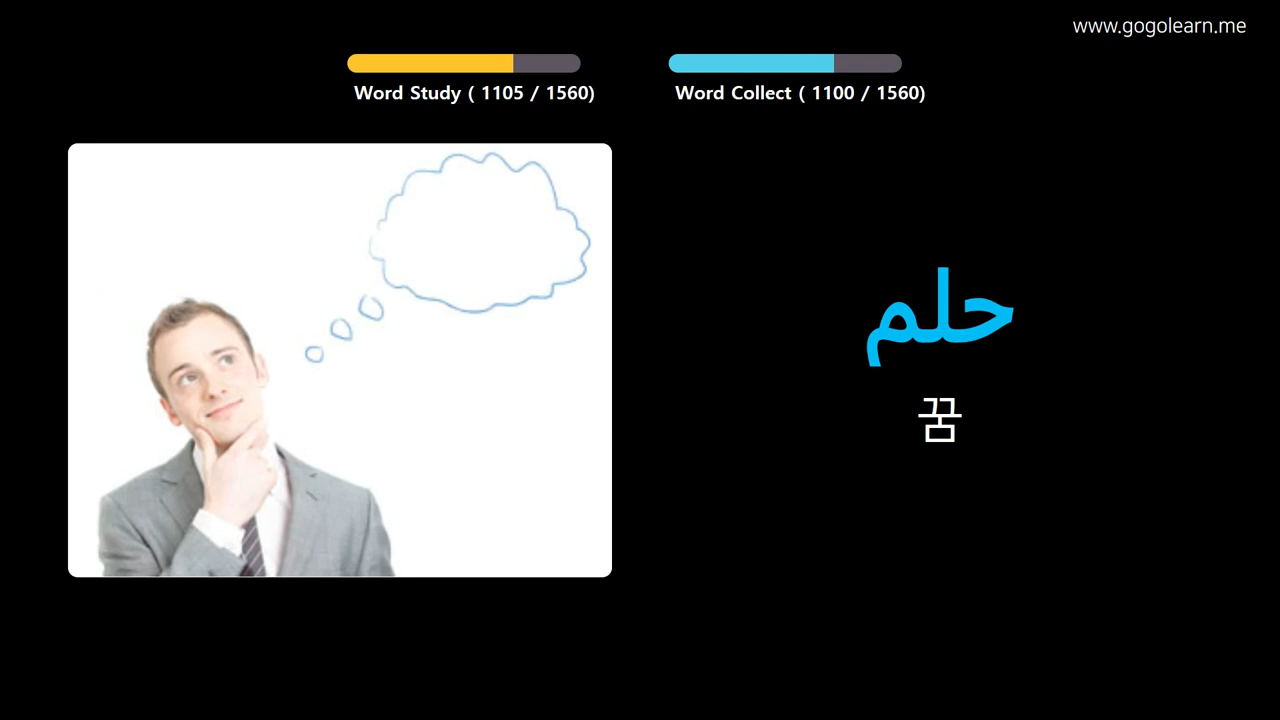 www.gogolearn.me
Word Study ( 1105 / 1560)
Word Collect ( 1100 / 1560)
حلم
꿈